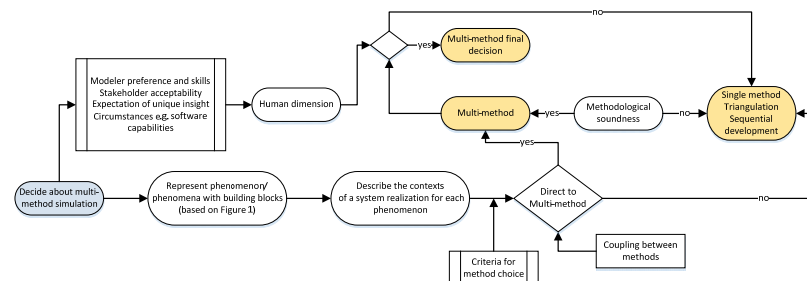 no
yes
Multi-method final
decision
Modeler preference and skills
Stakeholder acceptability
Expectation of unique insight
Circumstances e.g, software
capabilities
Human dimension
Multi-method
yes
Methodological
soundness
no
Single method
Triangulation
Sequential
development
yes
Decide about multi-
method simulation
Represent phenomenon/
phenomena with building blocks
(based on Figure 1)
Describe the contexts
of a system realization for each
phenomenon
Direct to
Multi-method
no
Criteria for
method choice
Coupling between
methods